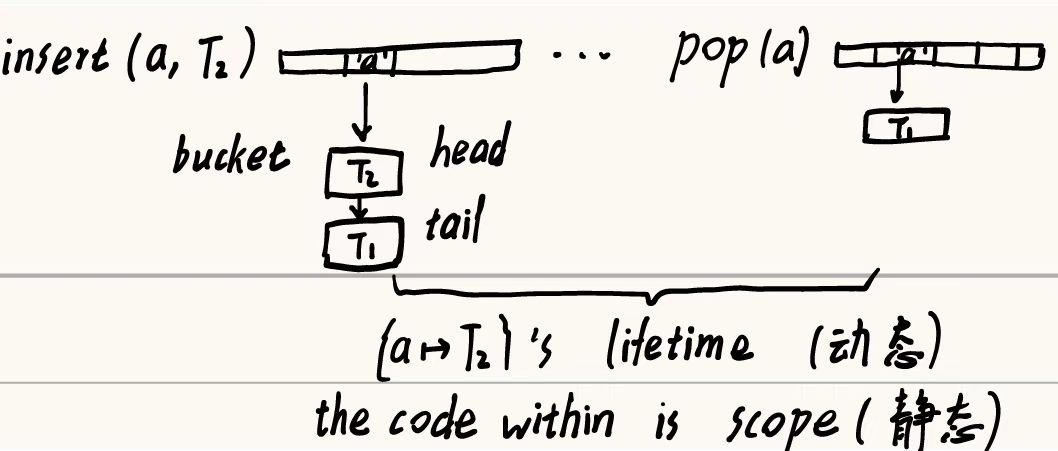 insert (a, T₂) 'a' ... pop(a) 'a'
T₁
bucket T₂ head
T₁ tail
{a ↦ T₂}'s lifetime (动态)
the code within is scope (静态)